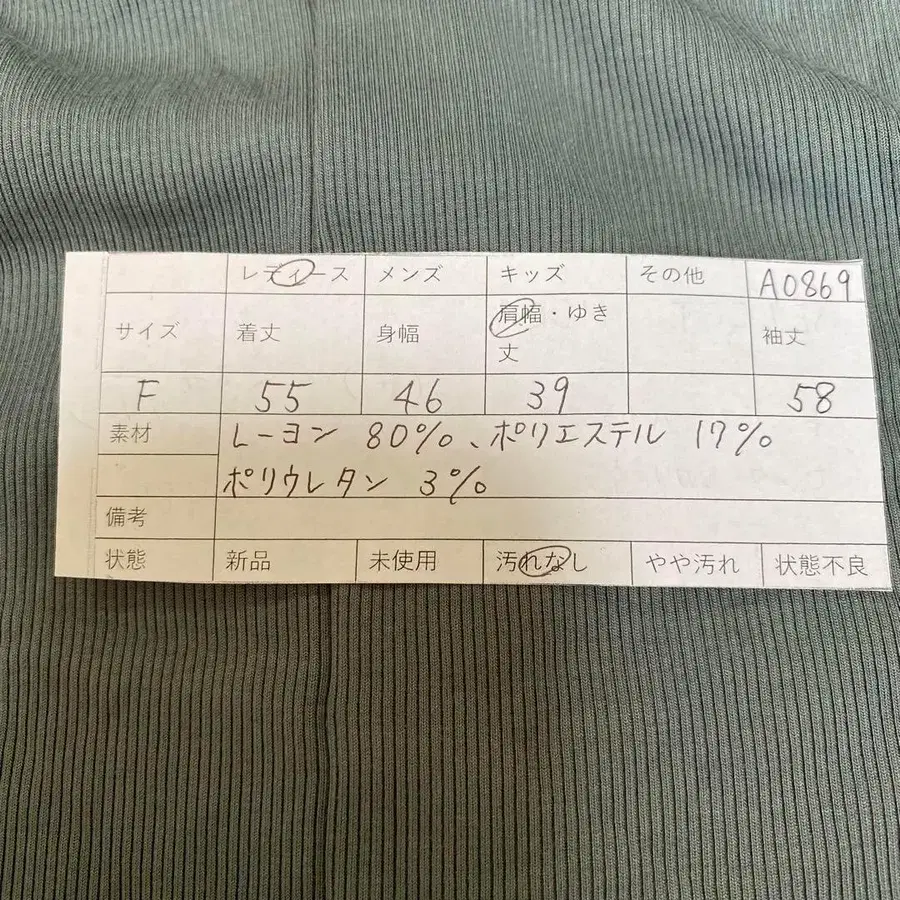 レディース メンズ キッズ その他 A0869
サイズ 着丈 身幅 肩幅・ゆき丈 袖丈
F 55 46 39 58
素材 レーヨン 80%、ポリエステル 17%
ポリウレタン 3%
備考
状態 新品 未使用 汚れなし やや汚れ 状態不良